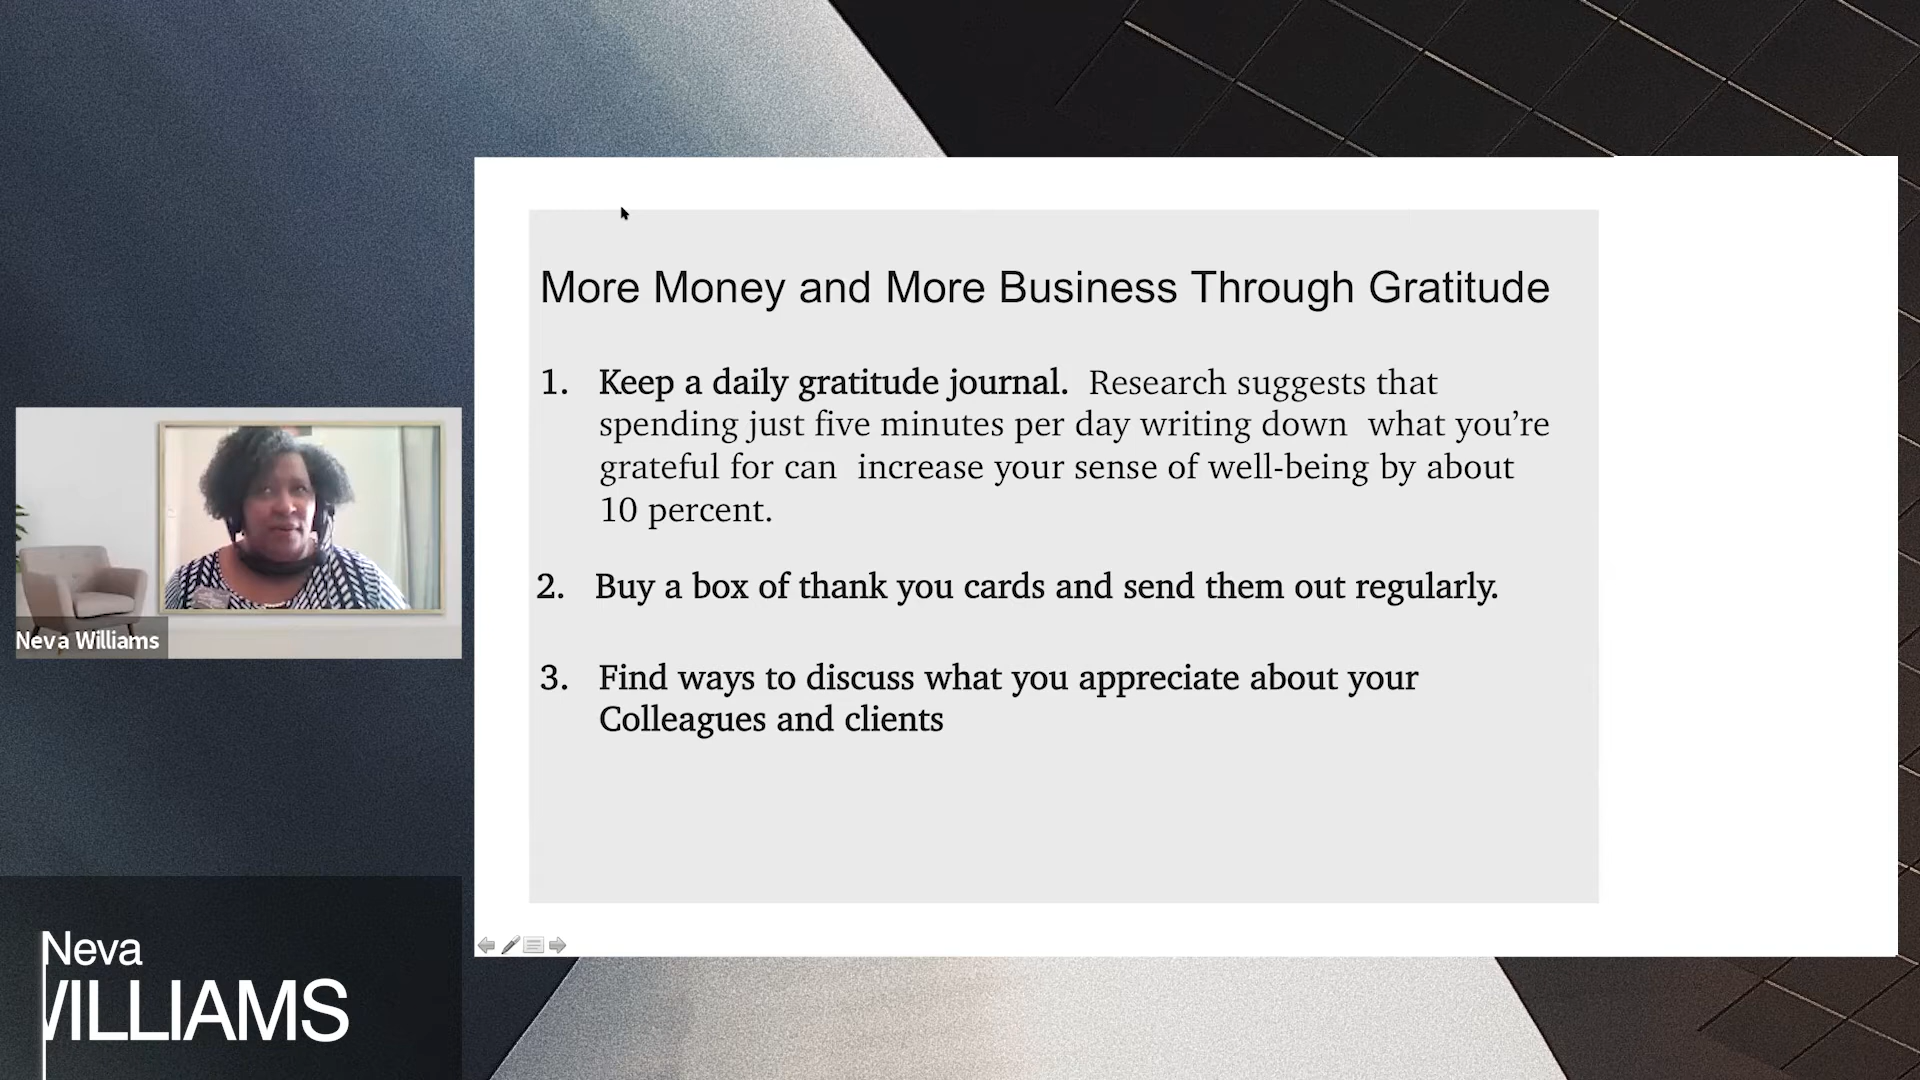 More Money and More Business Through Gratitude
1. Keep a daily gratitude journal. Research suggests that
spending just five minutes per day writing down what you’re
grateful for can increase your sense of well-being by about
10 percent.
2. Buy a box of thank you cards and send them out regularly.
3. Find ways to discuss what you appreciate about your
Colleagues and clients
Neva Williams
Neva
WILLIAMS